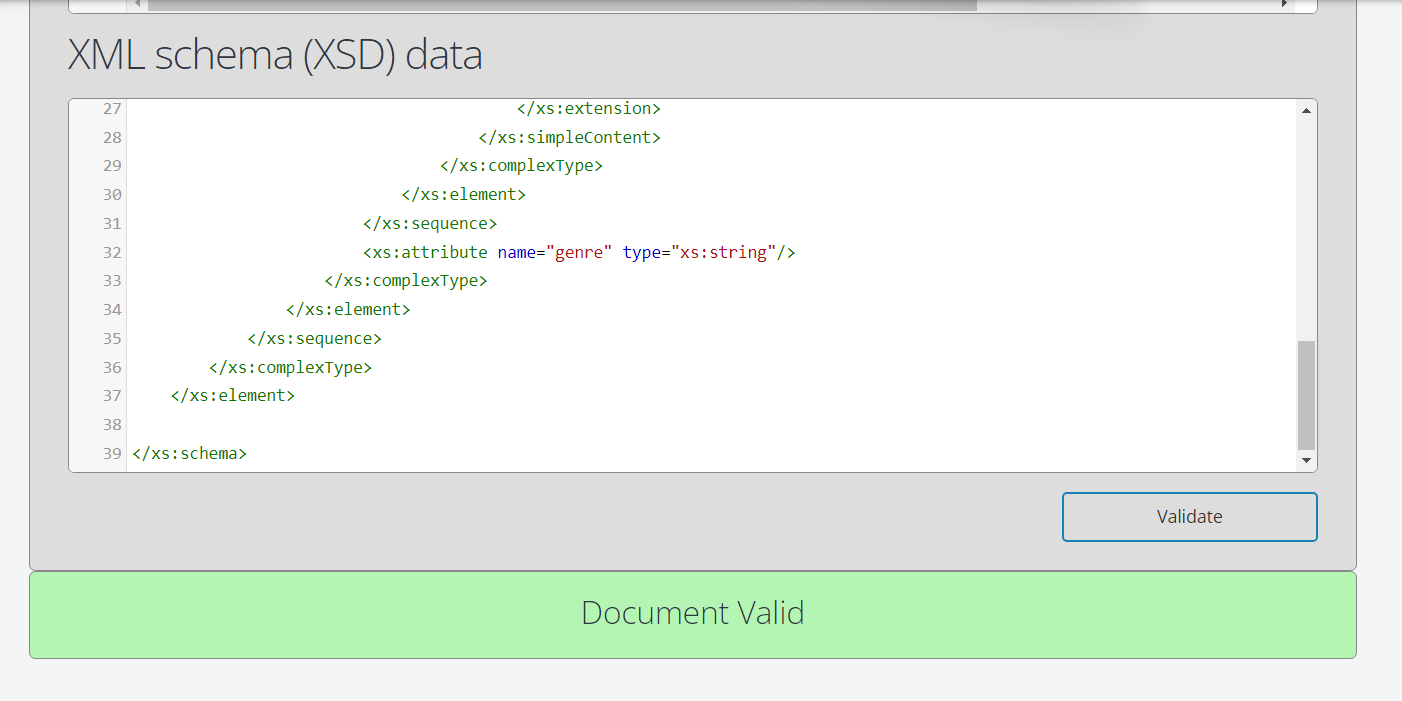 XML schema (XSD) data
27 </xs:extension>
28 </xs:simpleContent>
29 </xs:complexType>
30 </xs:element>
31 </xs:sequence>
32 <xs:attribute name="genre" type="xs:string"/>
33 </xs:complexType>
34 </xs:element>
35 </xs:sequence>
36 </xs:complexType>
37 </xs:element>
38
39 </xs:schema>
Validate
Document Valid